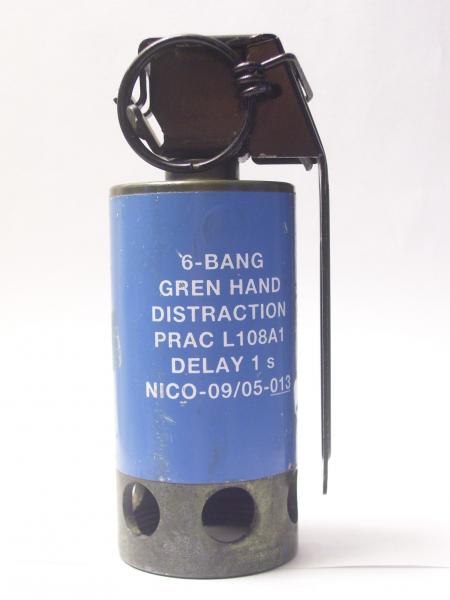 6-BANG
GREN HAND
DISTRACTION
PRAC L108A1
DELAY 1 s
NICO-09/05-013